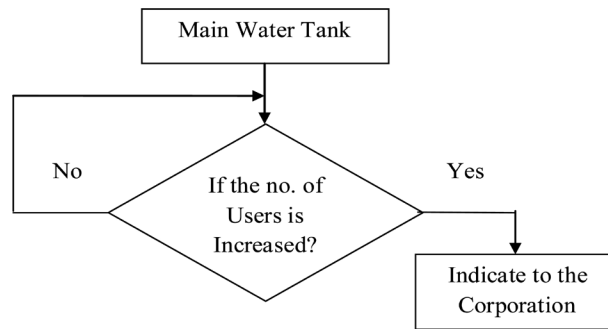 Main Water Tank
No
Yes
If the no. of
Users is
Increased?
Indicate to the
Corporation